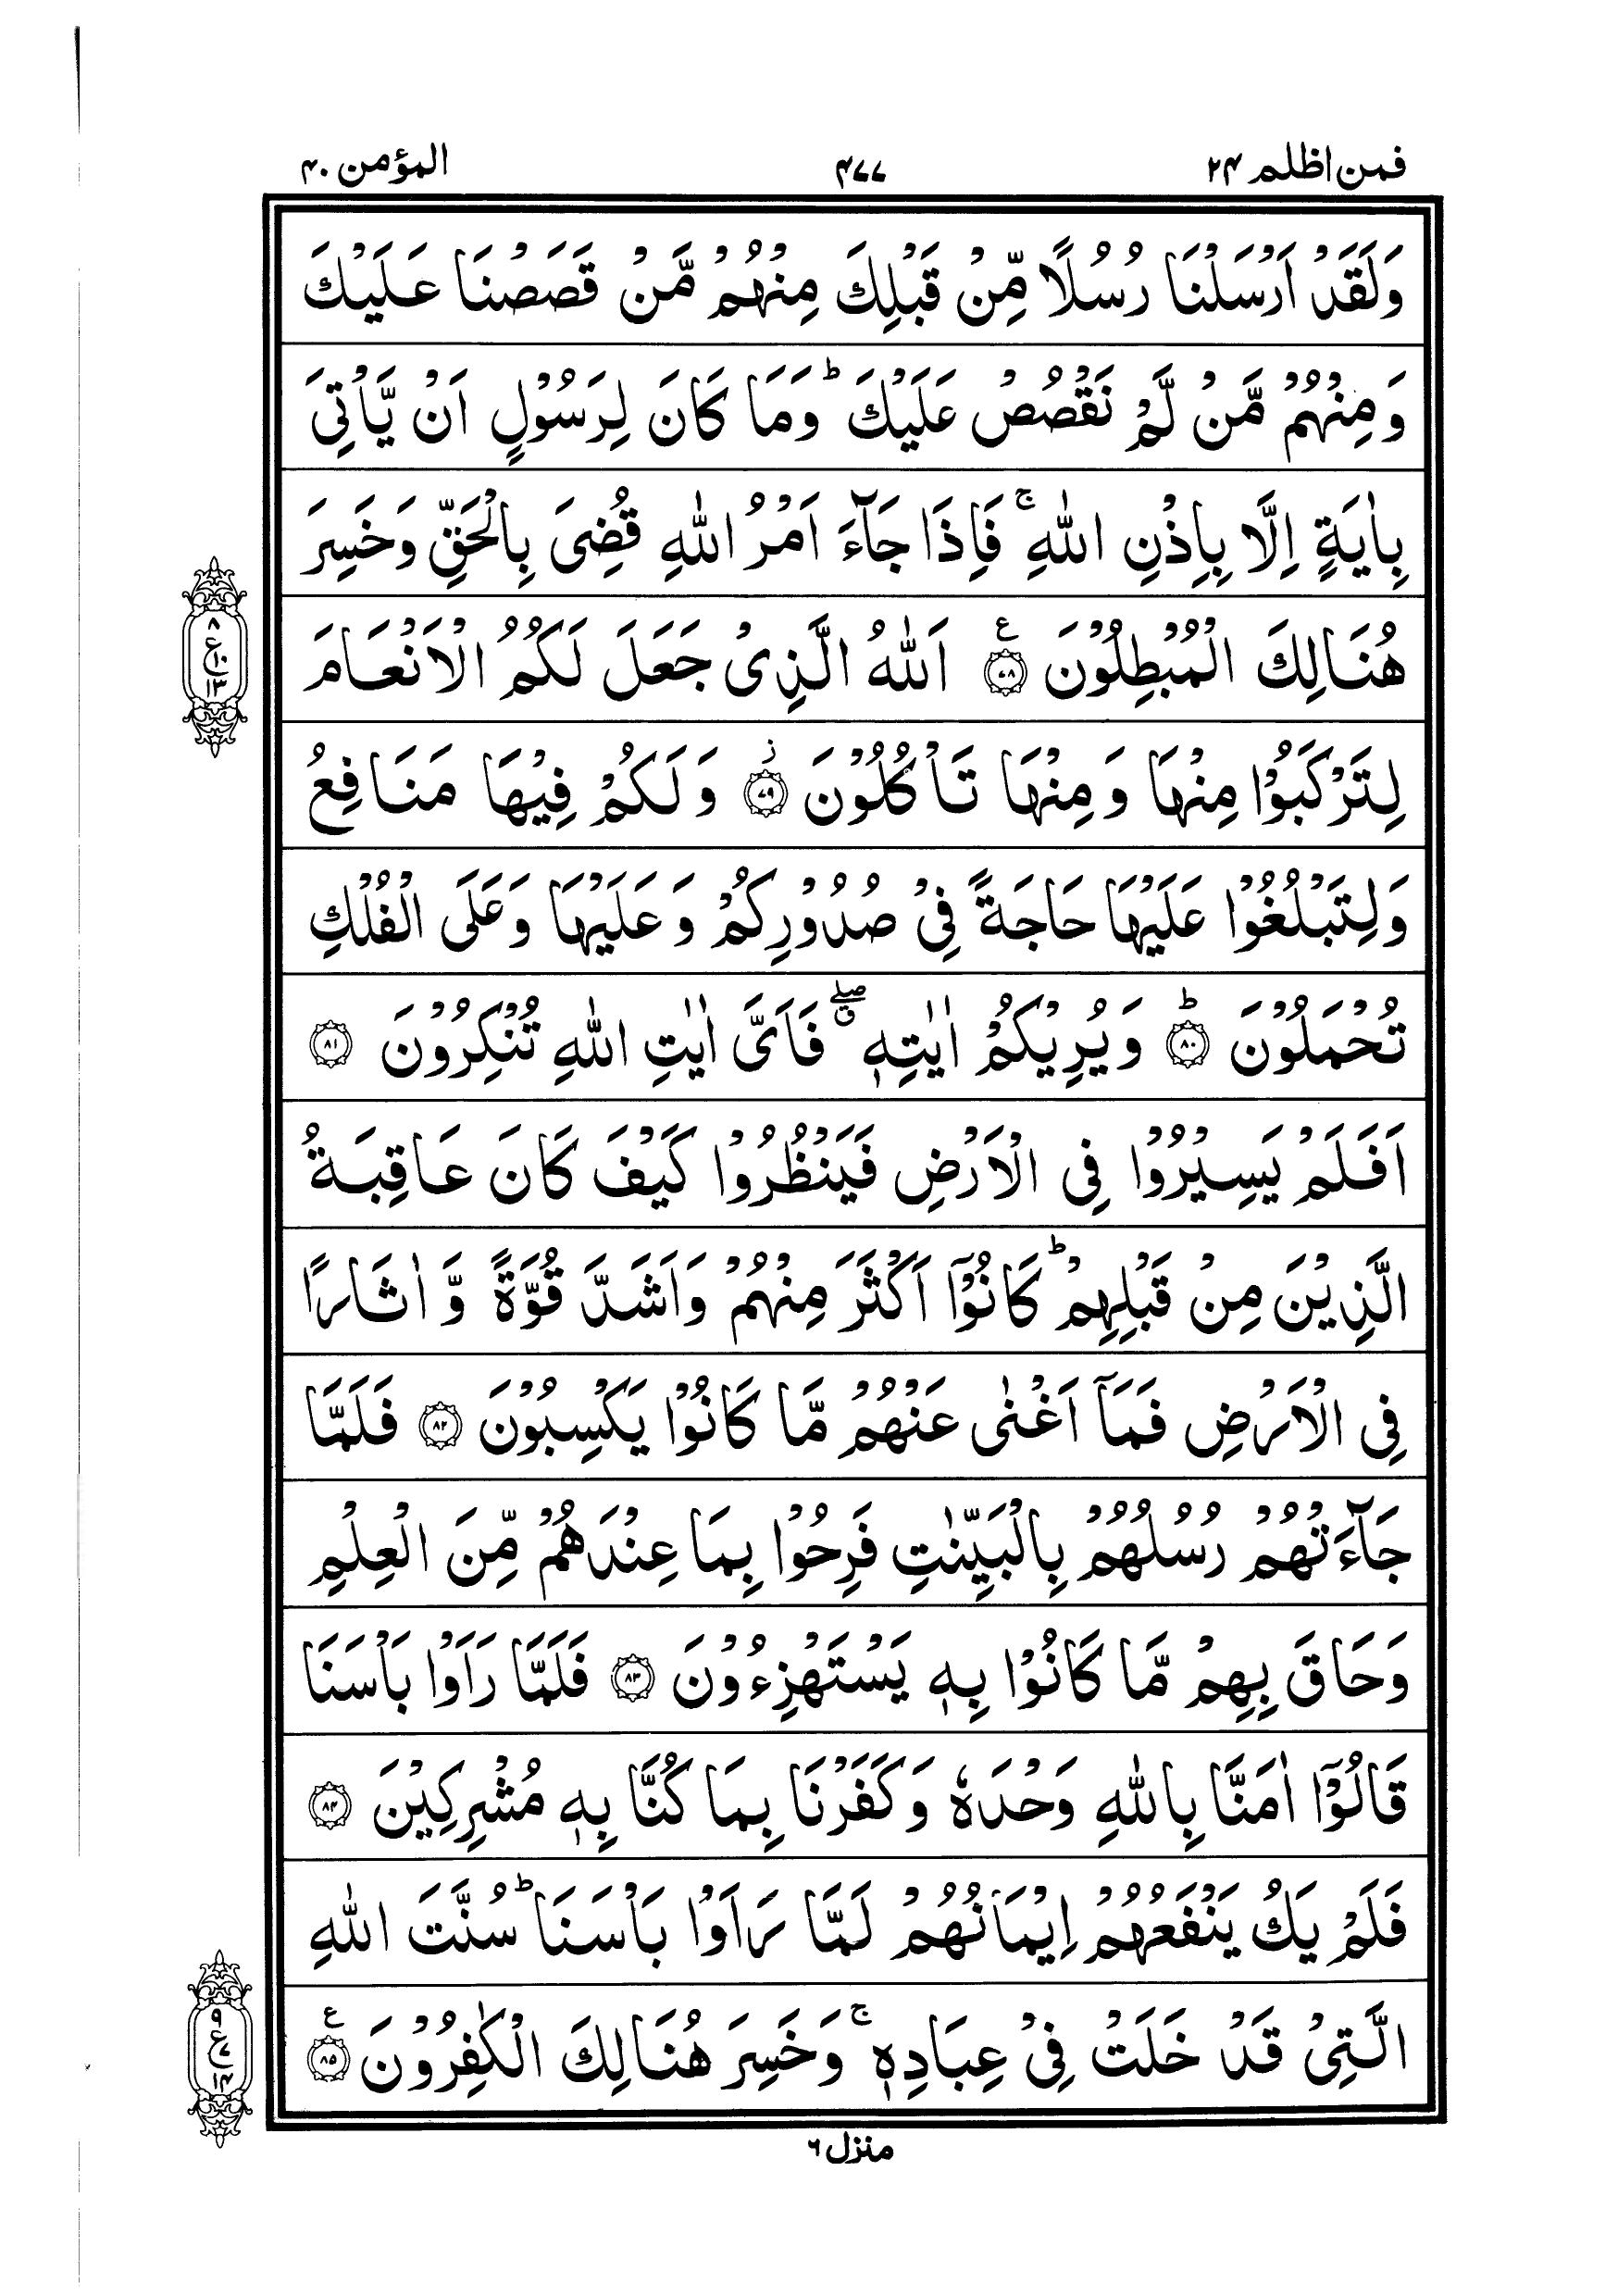 فمن اظلم ۲۴
۴۷۷
المؤمن ۴۰
وَلَقَدْ اَرْسَلْنَا رُسُلًا مِّنْ قَبْلِكَ مِنْهُمْ مَّنْ قَصَصْنَا عَلَيْكَ
وَمِنْهُمْ مَّنْ لَّمْ نَقْصُصْ عَلَيْكَ ؕ وَمَا كَانَ لِرَسُوْلٍ اَنْ يَّاْتِيَ
بِاٰيَةٍ اِلَّا بِاِذْنِ اللّٰهِ ۚ فَاِذَا جَآءَ اَمْرُ اللّٰهِ قُضِيَ بِالْحَقِّ وَخَسِرَ
هُنَالِكَ الْمُبْطِلُوْنَ ﴿۷۸﴾ ع اَللّٰهُ الَّذِيْ جَعَلَ لَكُمُ الْاَنْعَامَ
لِتَرْكَبُوْا مِنْهَا وَمِنْهَا تَاْكُلُوْنَ ﴿۷۹﴾ ز وَلَكُمْ فِيْهَا مَنَافِعُ
وَلِتَبْلُغُوْا عَلَيْهَا حَاجَةً فِيْ صُدُوْرِكُمْ وَعَلَيْهَا وَعَلَى الْفُلْكِ
تُحْمَلُوْنَ ﴿۸۰﴾ ؕ وَيُرِيْكُمْ اٰيٰتِهٖ ۖ ق فَاَيَّ اٰيٰتِ اللّٰهِ تُنْكِرُوْنَ ﴿۸۱﴾
اَفَلَمْ يَسِيْرُوْا فِي الْاَرْضِ فَيَنْظُرُوْا كَيْفَ كَانَ عَاقِبَةُ
الَّذِيْنَ مِنْ قَبْلِهِمْ ؕ كَانُوْٓا اَكْثَرَ مِنْهُمْ وَاَشَدَّ قُوَّةً وَّاٰثَارًا
فِي الْاَرْضِ فَمَآ اَغْنٰى عَنْهُمْ مَّا كَانُوْا يَكْسِبُوْنَ ﴿۸۲﴾ فَلَمَّا
جَآءَتْهُمْ رُسُلُهُمْ بِالْبَيِّنٰتِ فَرِحُوْا بِمَا عِنْدَهُمْ مِّنَ الْعِلْمِ
وَحَاقَ بِهِمْ مَّا كَانُوْا بِهٖ يَسْتَهْزِءُوْنَ ﴿۸۳﴾ فَلَمَّا رَاَوْا بَاْسَنَا
قَالُوْٓا اٰمَنَّا بِاللّٰهِ وَحْدَهٗ وَكَفَرْنَا بِمَا كُنَّا بِهٖ مُشْرِكِيْنَ ﴿۸۴﴾
فَلَمْ يَكُ يَنْفَعُهُمْ اِيْمَانُهُمْ لَمَّا رَاَوْا بَاْسَنَا ؕ سُنَّتَ اللّٰهِ
الَّتِيْ قَدْ خَلَتْ فِيْ عِبَادِهٖ ۚ وَخَسِرَ هُنَالِكَ الْكٰفِرُوْنَ ﴿۸۵﴾ ع
۸
ع ۱۰
۱۳
۹
ع ۷
۱۴
منزل ۶